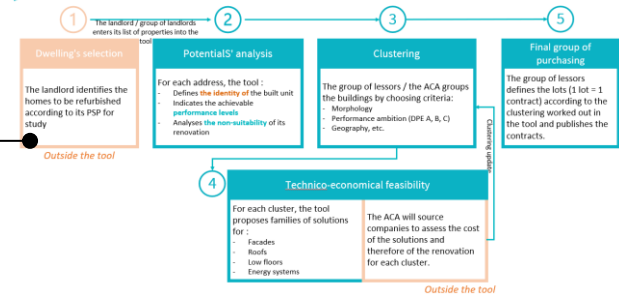 1
The landlord / group of landlords
enters its list of properties into the
tool
2
3
5
Dwelling's selection
The landlord identifies the
homes to be refurbished
according to its PSP for
study
Outside the tool
PotentialS' analysis
For each address, the tool :
- Defines the identity of the built unit
- Indicates the achievable
performance levels
- Analyses the non-suitability of its
renovation
Clustering
The group of lessors / the ACA groups
the buildings by choosing criteria:
- Morphology
- Performance ambition (DPE A, B, C)
- Geography, etc.
Clustering update
Final group of
purchasing
The group of lessors
defines the lots (1 lot = 1
contract) according to the
clustering worked out in
the tool and publishes the
contracts.
4
Technico-economical feasibility
For each cluster, the tool
proposes families of solutions
for :
- Facades
- Roofs
- Low floors
- Energy systems
The ACA will source
companies to assess the cost
of the solutions and
therefore of the renovation
for each cluster.
Outside the tool